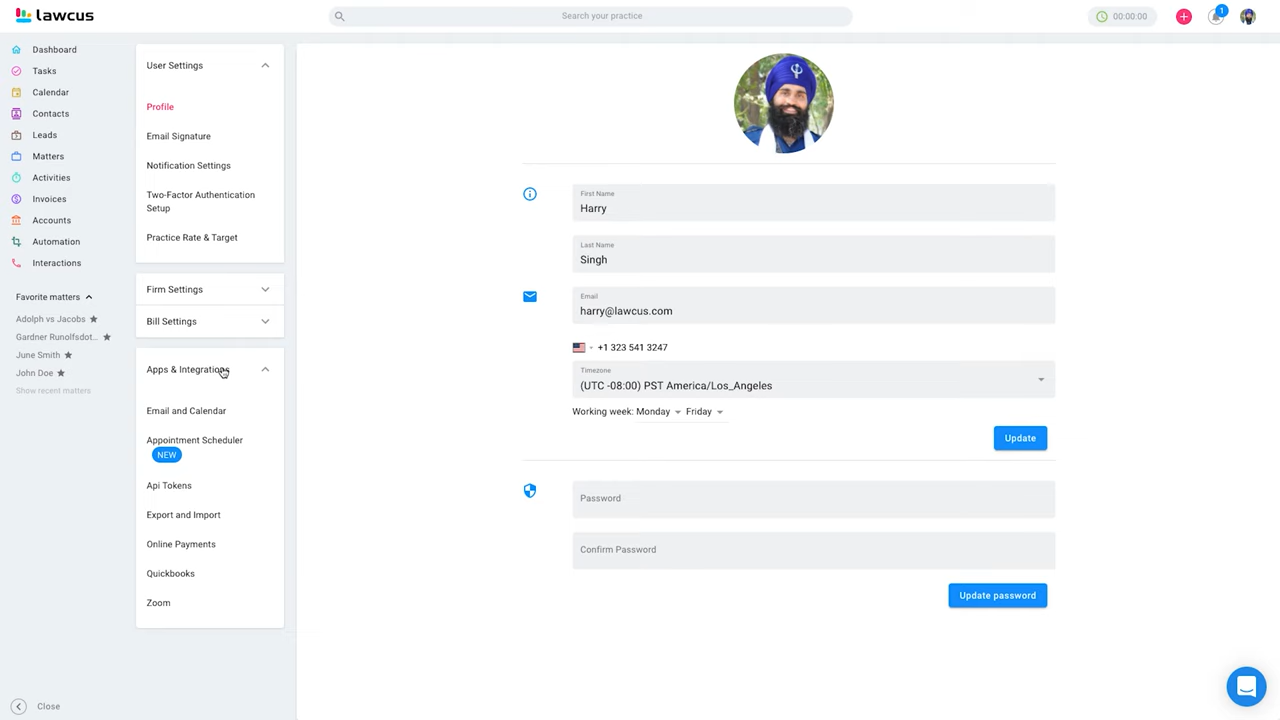 lawcus
Search your practice
00:00:00
1
Dashboard
Tasks
Calendar
Contacts
Leads
Matters
Activities
Invoices
Accounts
Automation
Interactions
Favorite matters
Adolph vs Jacobs
Gardner Runolfsdot...
June Smith
John Doe
Show recent matters
Close
User Settings
Profile
Email Signature
Notification Settings
Two-Factor Authentication
Setup
Practice Rate & Target
Firm Settings
Bill Settings
Apps & Integrations
Email and Calendar
Appointment Scheduler
NEW
Api Tokens
Export and Import
Online Payments
Quickbooks
Zoom
First Name
Harry
Last Name
Singh
Email
harry@lawcus.com
+1 323 541 3247
Timezone
(UTC -08:00) PST America/Los_Angeles
Working week: Monday Friday
Update
Password
Confirm Password
Update password